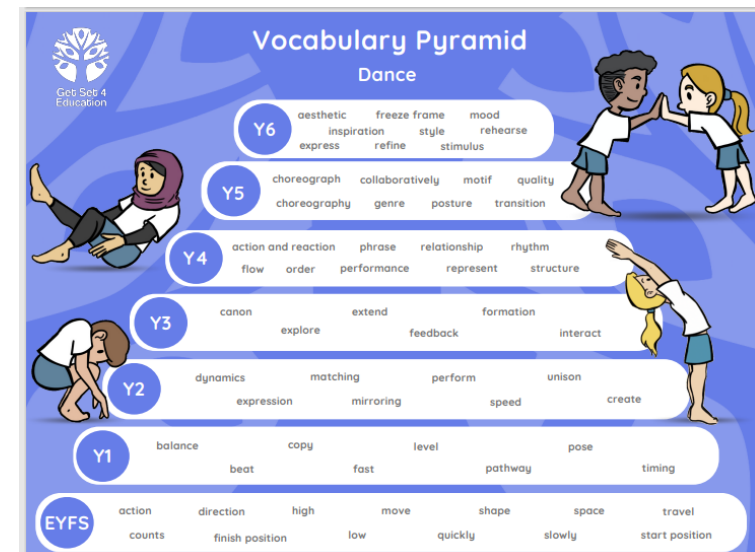 Vocabulary Pyramid
Dance
Get Set 4
Education
Y6
aesthetic freeze frame mood
inspiration style rehearse
express refine stimulus
Y5
choreograph collaboratively motif quality
choreography genre posture transition
Y4
action and reaction phrase relationship rhythm
flow order performance represent structure
Y3
canon extend formation
explore feedback interact
Y2
dynamics matching perform unison
expression mirroring speed create
Y1
balance copy level pose
beat fast pathway timing
EYFS
action direction high move shape space travel
counts finish position low quickly slowly start position